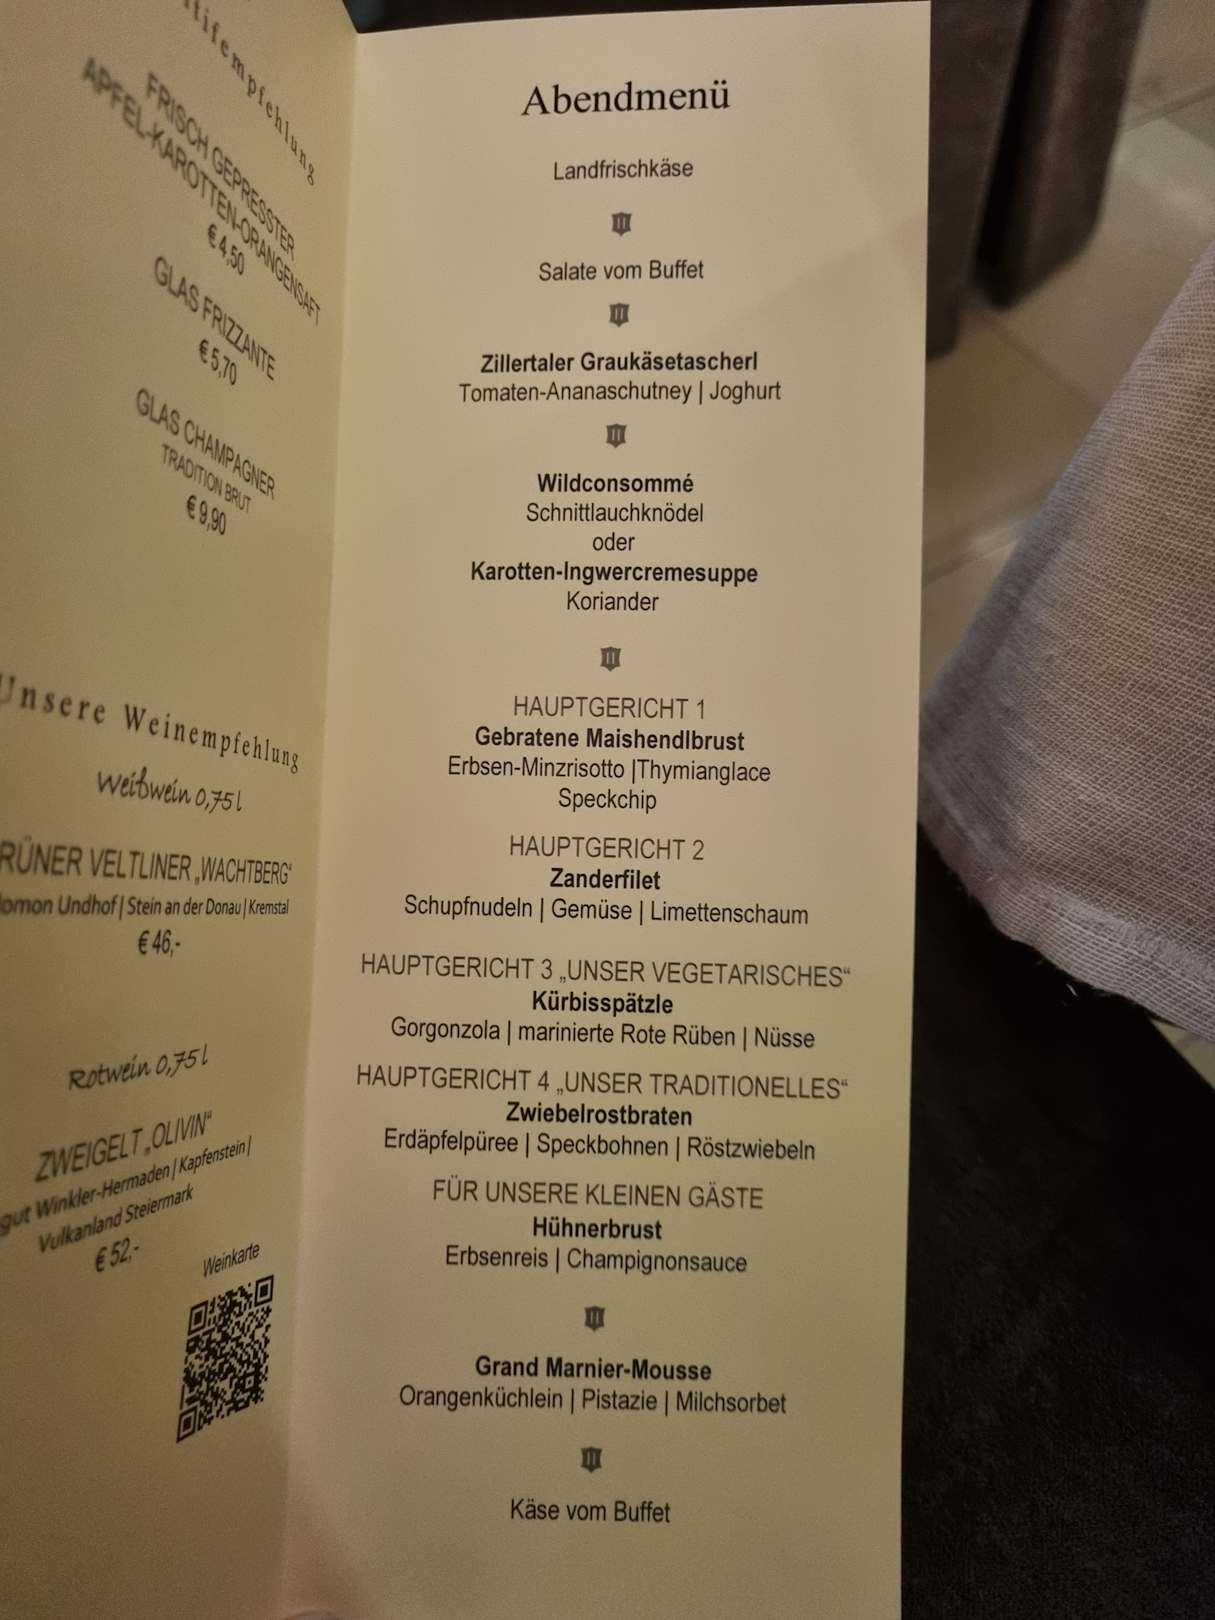 FRISCH GEPRESSTER
APFEL-KAROTTEN-ORANGENSAFT
€ 4,50
GLAS FRIZZANTE
€ 5,70
GLAS CHAMPAGNER
TRADITION BRUT
€ 9,90
Unsere Weinempfehlung
Weißwein 0,75 l
VELTLINER „WACHTBERG“
Undhof | Stein an der Donau | Kremstal
€ 46,-
Rotwein 0,75 l
ZWEIGELT „OLIVIN“
Winkler-Hermaden | Kapfenstein |
Vulkanland Steiermark
€ 52,-
Weinkarte
Abendmenü
Landfrischkäse
Salate vom Buffet
Zillertaler Graukäsetascherl
Tomaten-Ananaschutney | Joghurt
Wildconsommé
Schnittlauchknödel
oder
Karotten-Ingwercremesuppe
Koriander
HAUPTGERICHT 1
Gebratene Maishendlbrust
Erbsen-Minzrisotto |Thymianglace
Speckchip
HAUPTGERICHT 2
Zanderfilet
Schupfnudeln | Gemüse | Limettenschaum
HAUPTGERICHT 3 „UNSER VEGETARISCHES“
Kürbisspätzle
Gorgonzola | marinierte Rote Rüben | Nüsse
HAUPTGERICHT 4 „UNSER TRADITIONELLES“
Zwiebelrostbraten
Erdäpfelpüree | Speckbohnen | Röstzwiebeln
FÜR UNSERE KLEINEN GÄSTE
Hühnerbrust
Erbsenreis | Champignonsauce
Grand Marnier-Mousse
Orangenküchlein | Pistazie | Milchsorbet
Käse vom Buffet